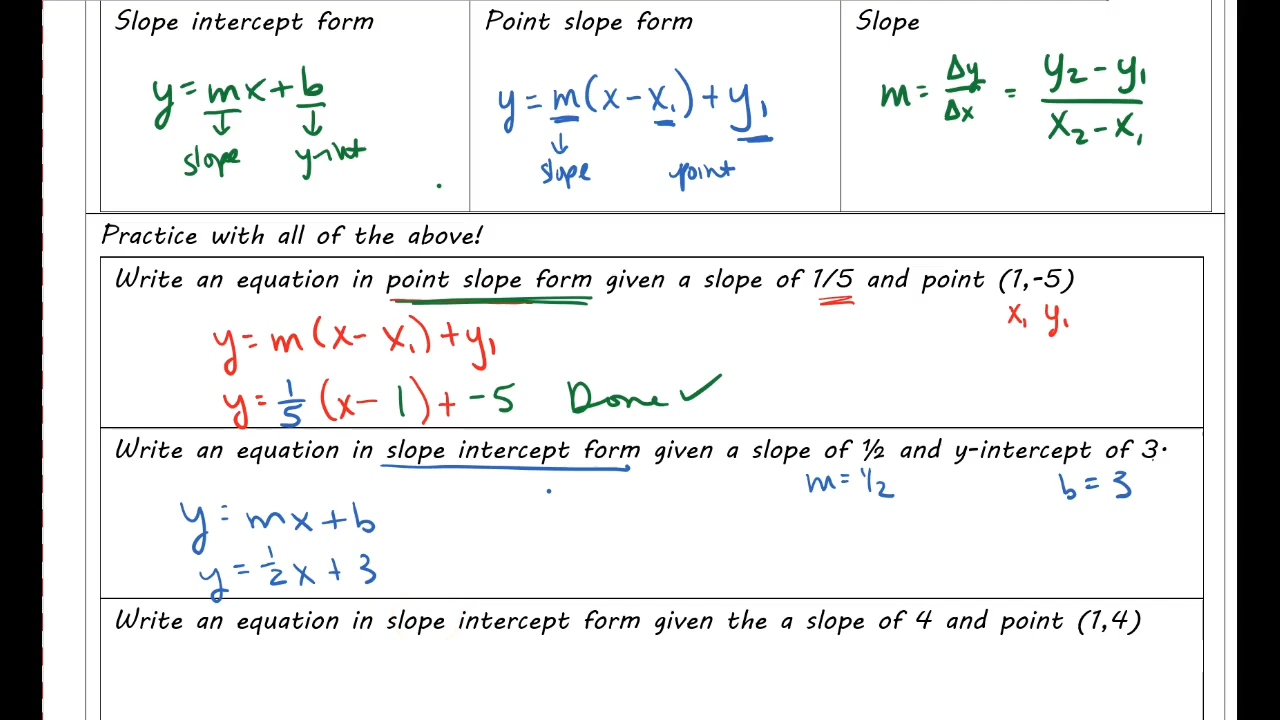 Slope intercept form
y = mx + b
slope y-int
Point slope form
y = m(x - x₁) + y₁
slope point
Slope
m = Δy/Δx = (y₂ - y₁)/(x₂ - x₁)
Practice with all of the above!
Write an equation in point slope form given a slope of 1/5 and point (1,-5)
x₁ y₁
y = m(x - x₁) + y₁
y = 1/5 (x - 1) + -5 Done ✓
Write an equation in slope intercept form given a slope of ½ and y-intercept of 3.
m = 1/2 b = 3
y = mx + b
y = 1/2 x + 3
Write an equation in slope intercept form given the a slope of 4 and point (1,4)